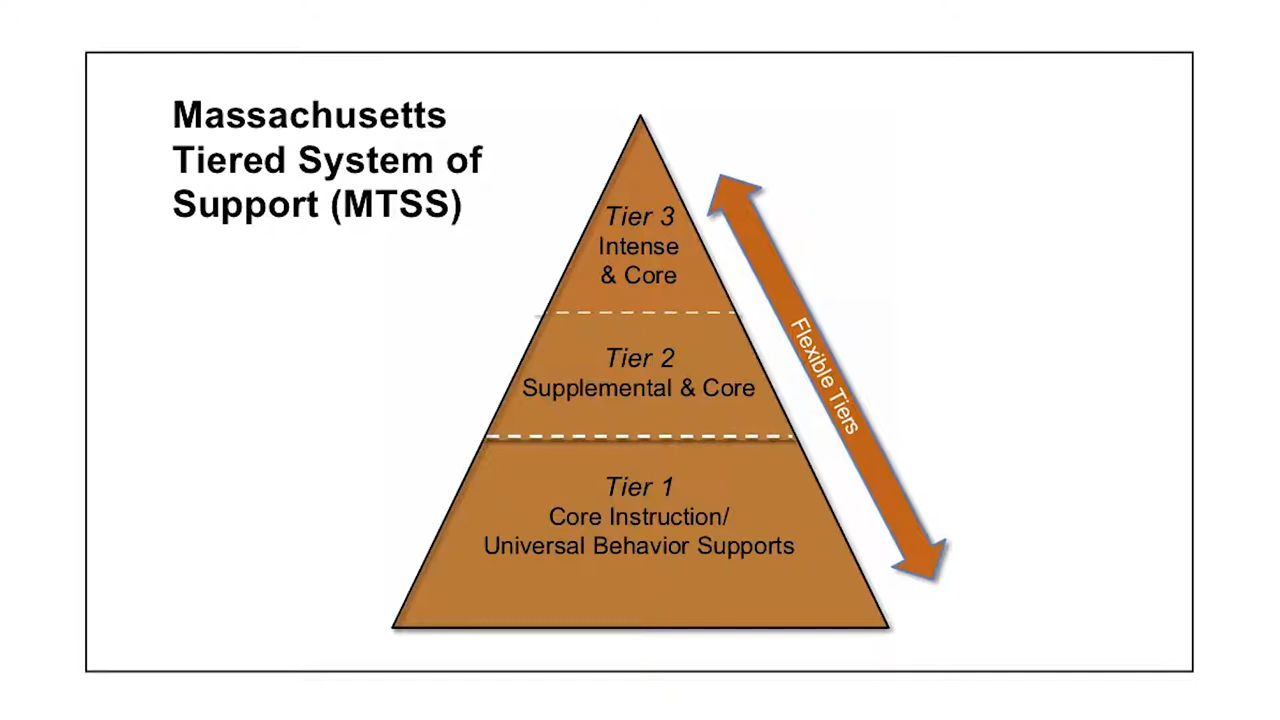 Massachusetts
Tiered System of
Support (MTSS)
Tier 3
Intense
& Core
Tier 2
Supplemental & Core
Tier 1
Core Instruction/
Universal Behavior Supports
Flexible Tiers